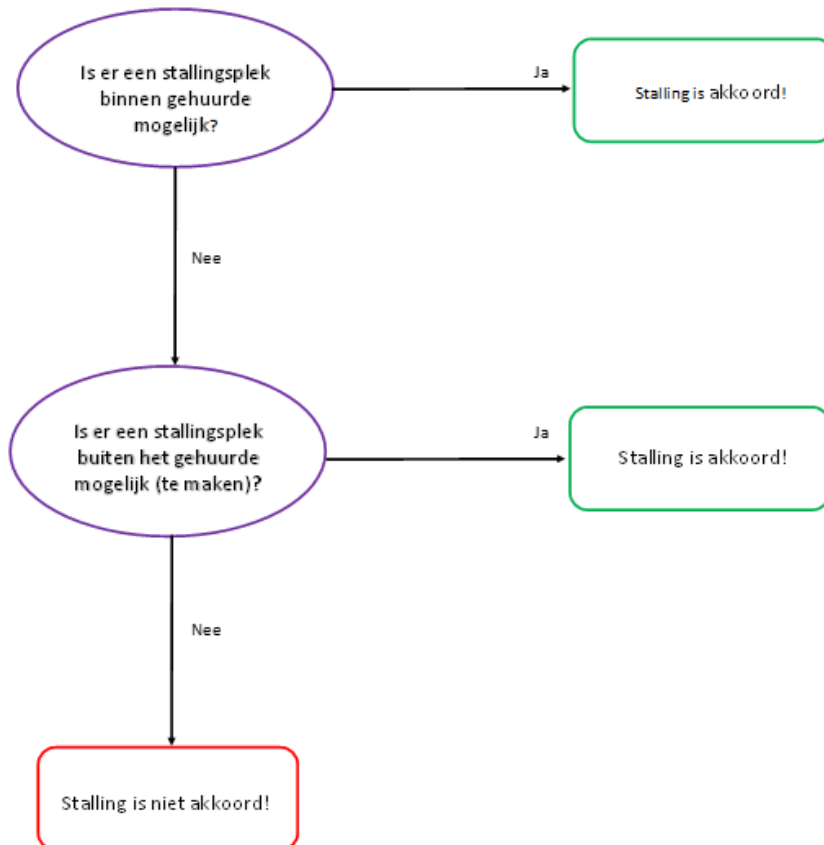 Is er een stallingsplek
binnen gehuurde
mogelijk?
Ja
Stalling is akkoord!
Nee
Is er een stallingsplek
buiten het gehuurde
mogelijk (te maken)?
Ja
Stalling is akkoord!
Nee
Stalling is niet akkoord!